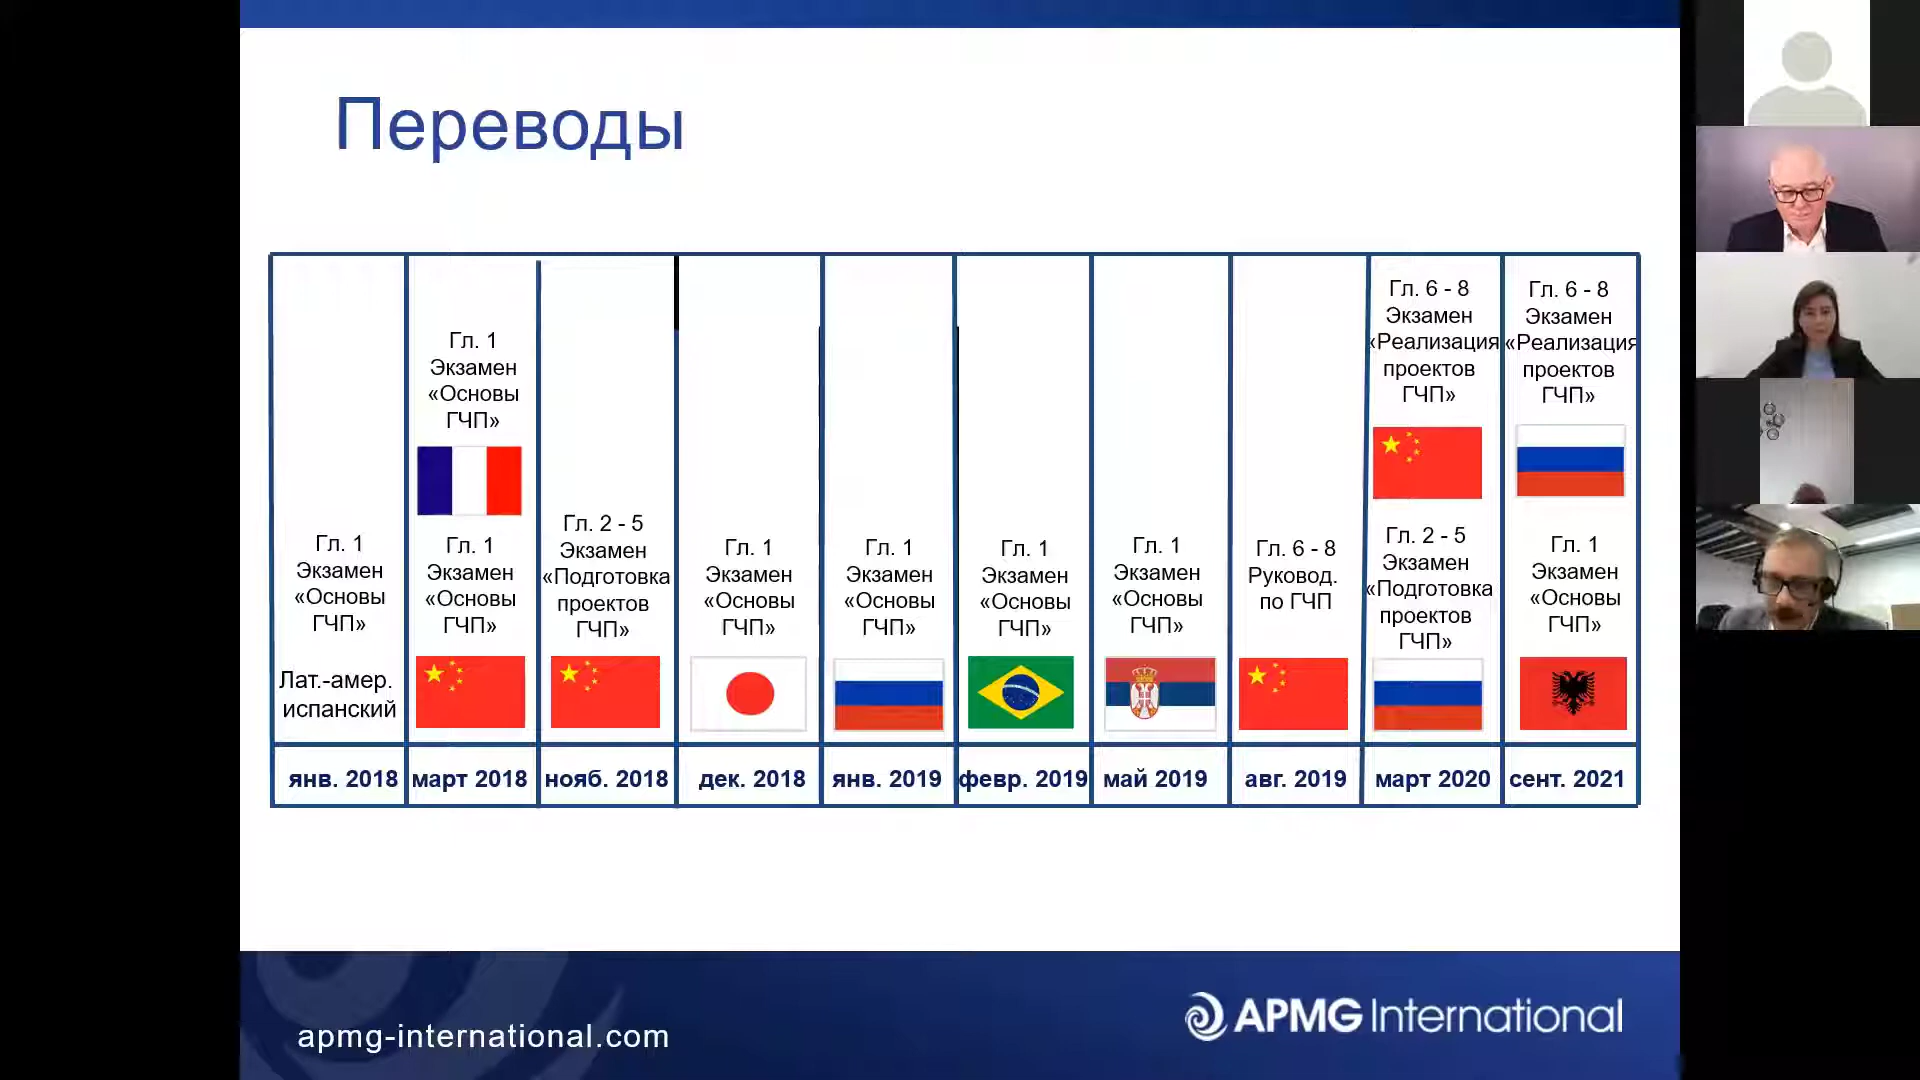 Переводы
Гл. 1
Экзамен
«Основы
ГЧП»
Лат.-амер.
испанский
янв. 2018
Гл. 1
Экзамен
«Основы
ГЧП»
Гл. 1
Экзамен
«Основы
ГЧП»
март 2018
Гл. 2 - 5
Экзамен
«Подготовка
проектов
ГЧП»
нояб. 2018
Гл. 1
Экзамен
«Основы
ГЧП»
дек. 2018
Гл. 1
Экзамен
«Основы
ГЧП»
янв. 2019
Гл. 1
Экзамен
«Основы
ГЧП»
февр. 2019
Гл. 1
Экзамен
«Основы
ГЧП»
май 2019
Гл. 6 - 8
Руковод.
по ГЧП
авг. 2019
Гл. 6 - 8
Экзамен
«Реализация
проектов
ГЧП»
Гл. 2 - 5
Экзамен
«Подготовка
проектов
ГЧП»
март 2020
Гл. 6 - 8
Экзамен
«Реализация
проектов
ГЧП»
Гл. 1
Экзамен
«Основы
ГЧП»
сент. 2021
apmg-international.com
APMG International